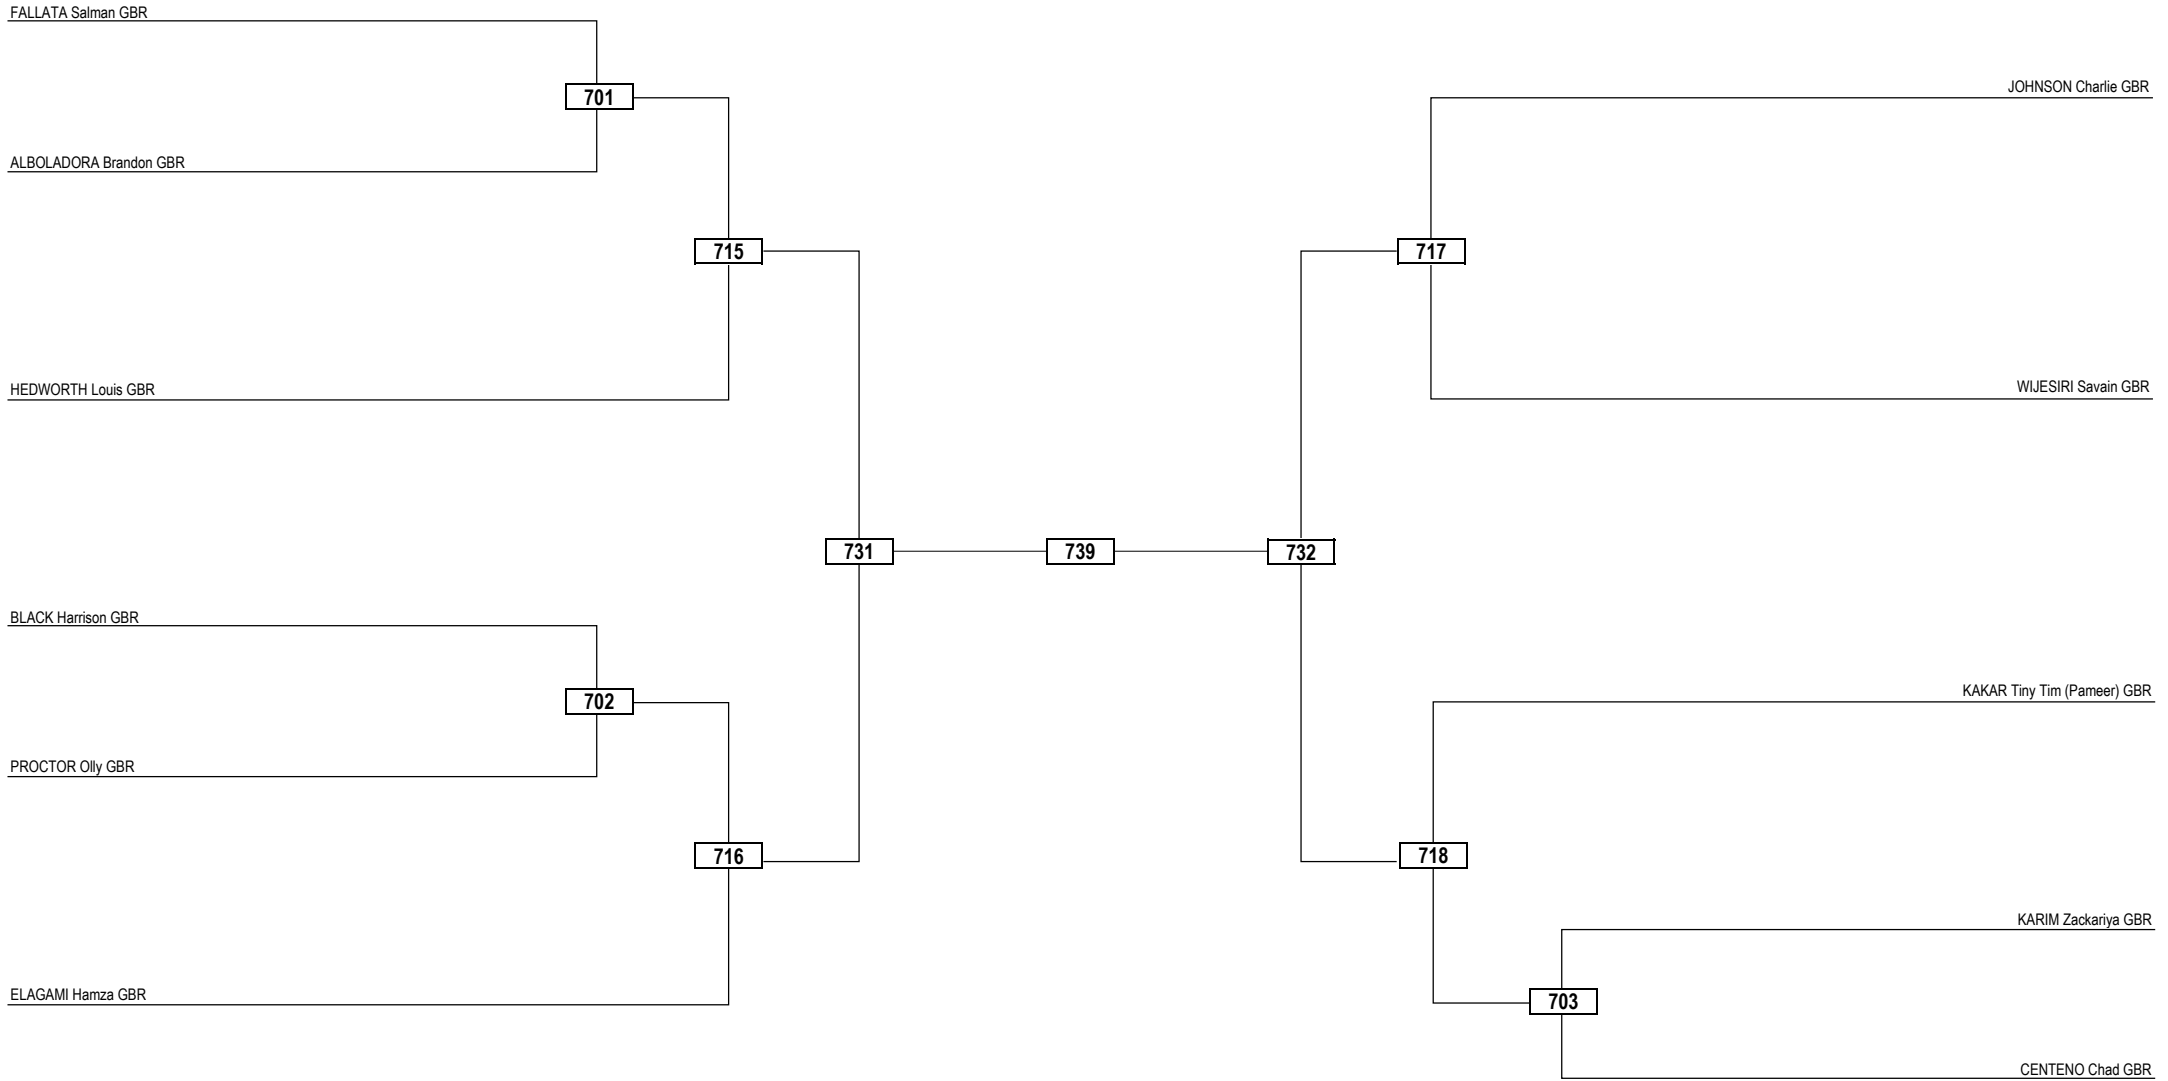 FALLATA Salman GBR
701
JOHNSON Charlie GBR
ALBOLADORA Brandon GBR
715
717
HEDWORTH Louis GBR
WIJESIRI Savain GBR
731
739
732
BLACK Harrison GBR
702
KAKAR Tiny Tim (Pameer) GBR
PROCTOR Olly GBR
716
718
KARIM Zackariya GBR
ELAGAMI Hamza GBR
703
CENTENO Chad GBR